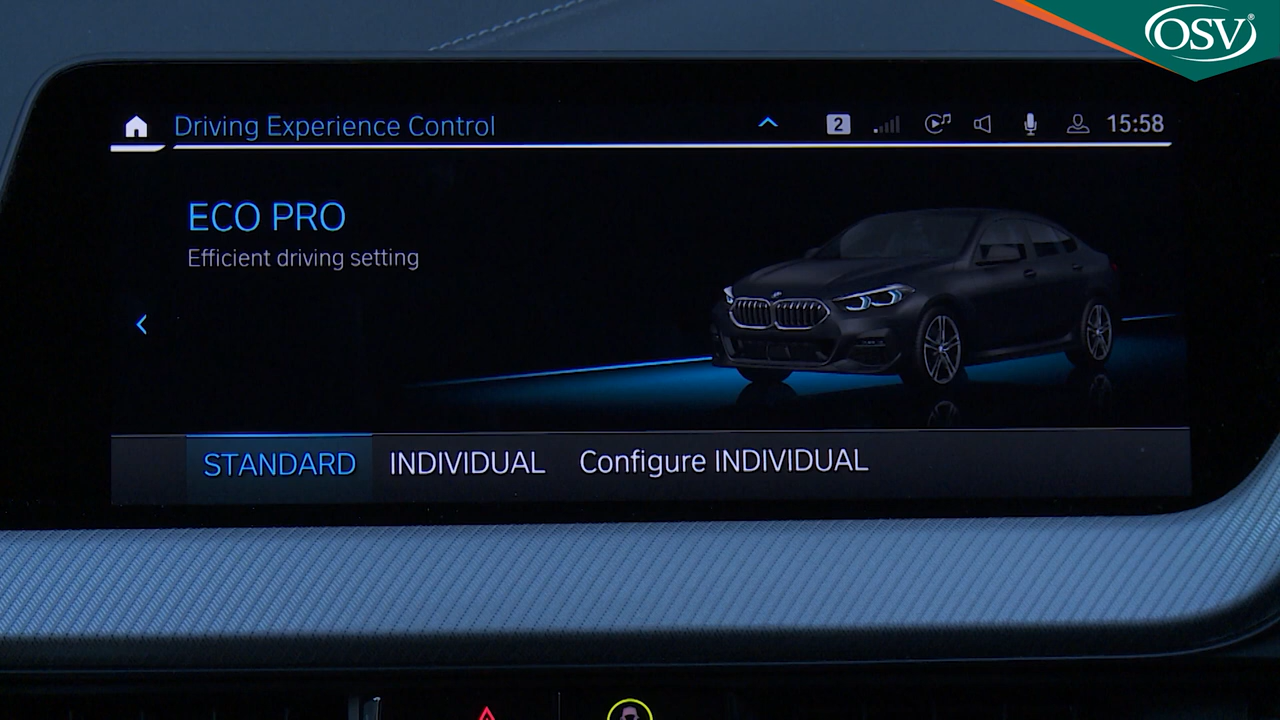 OSV®
Driving Experience Control
2
15:58
ECO PRO
Efficient driving setting
STANDARD
INDIVIDUAL
Configure INDIVIDUAL